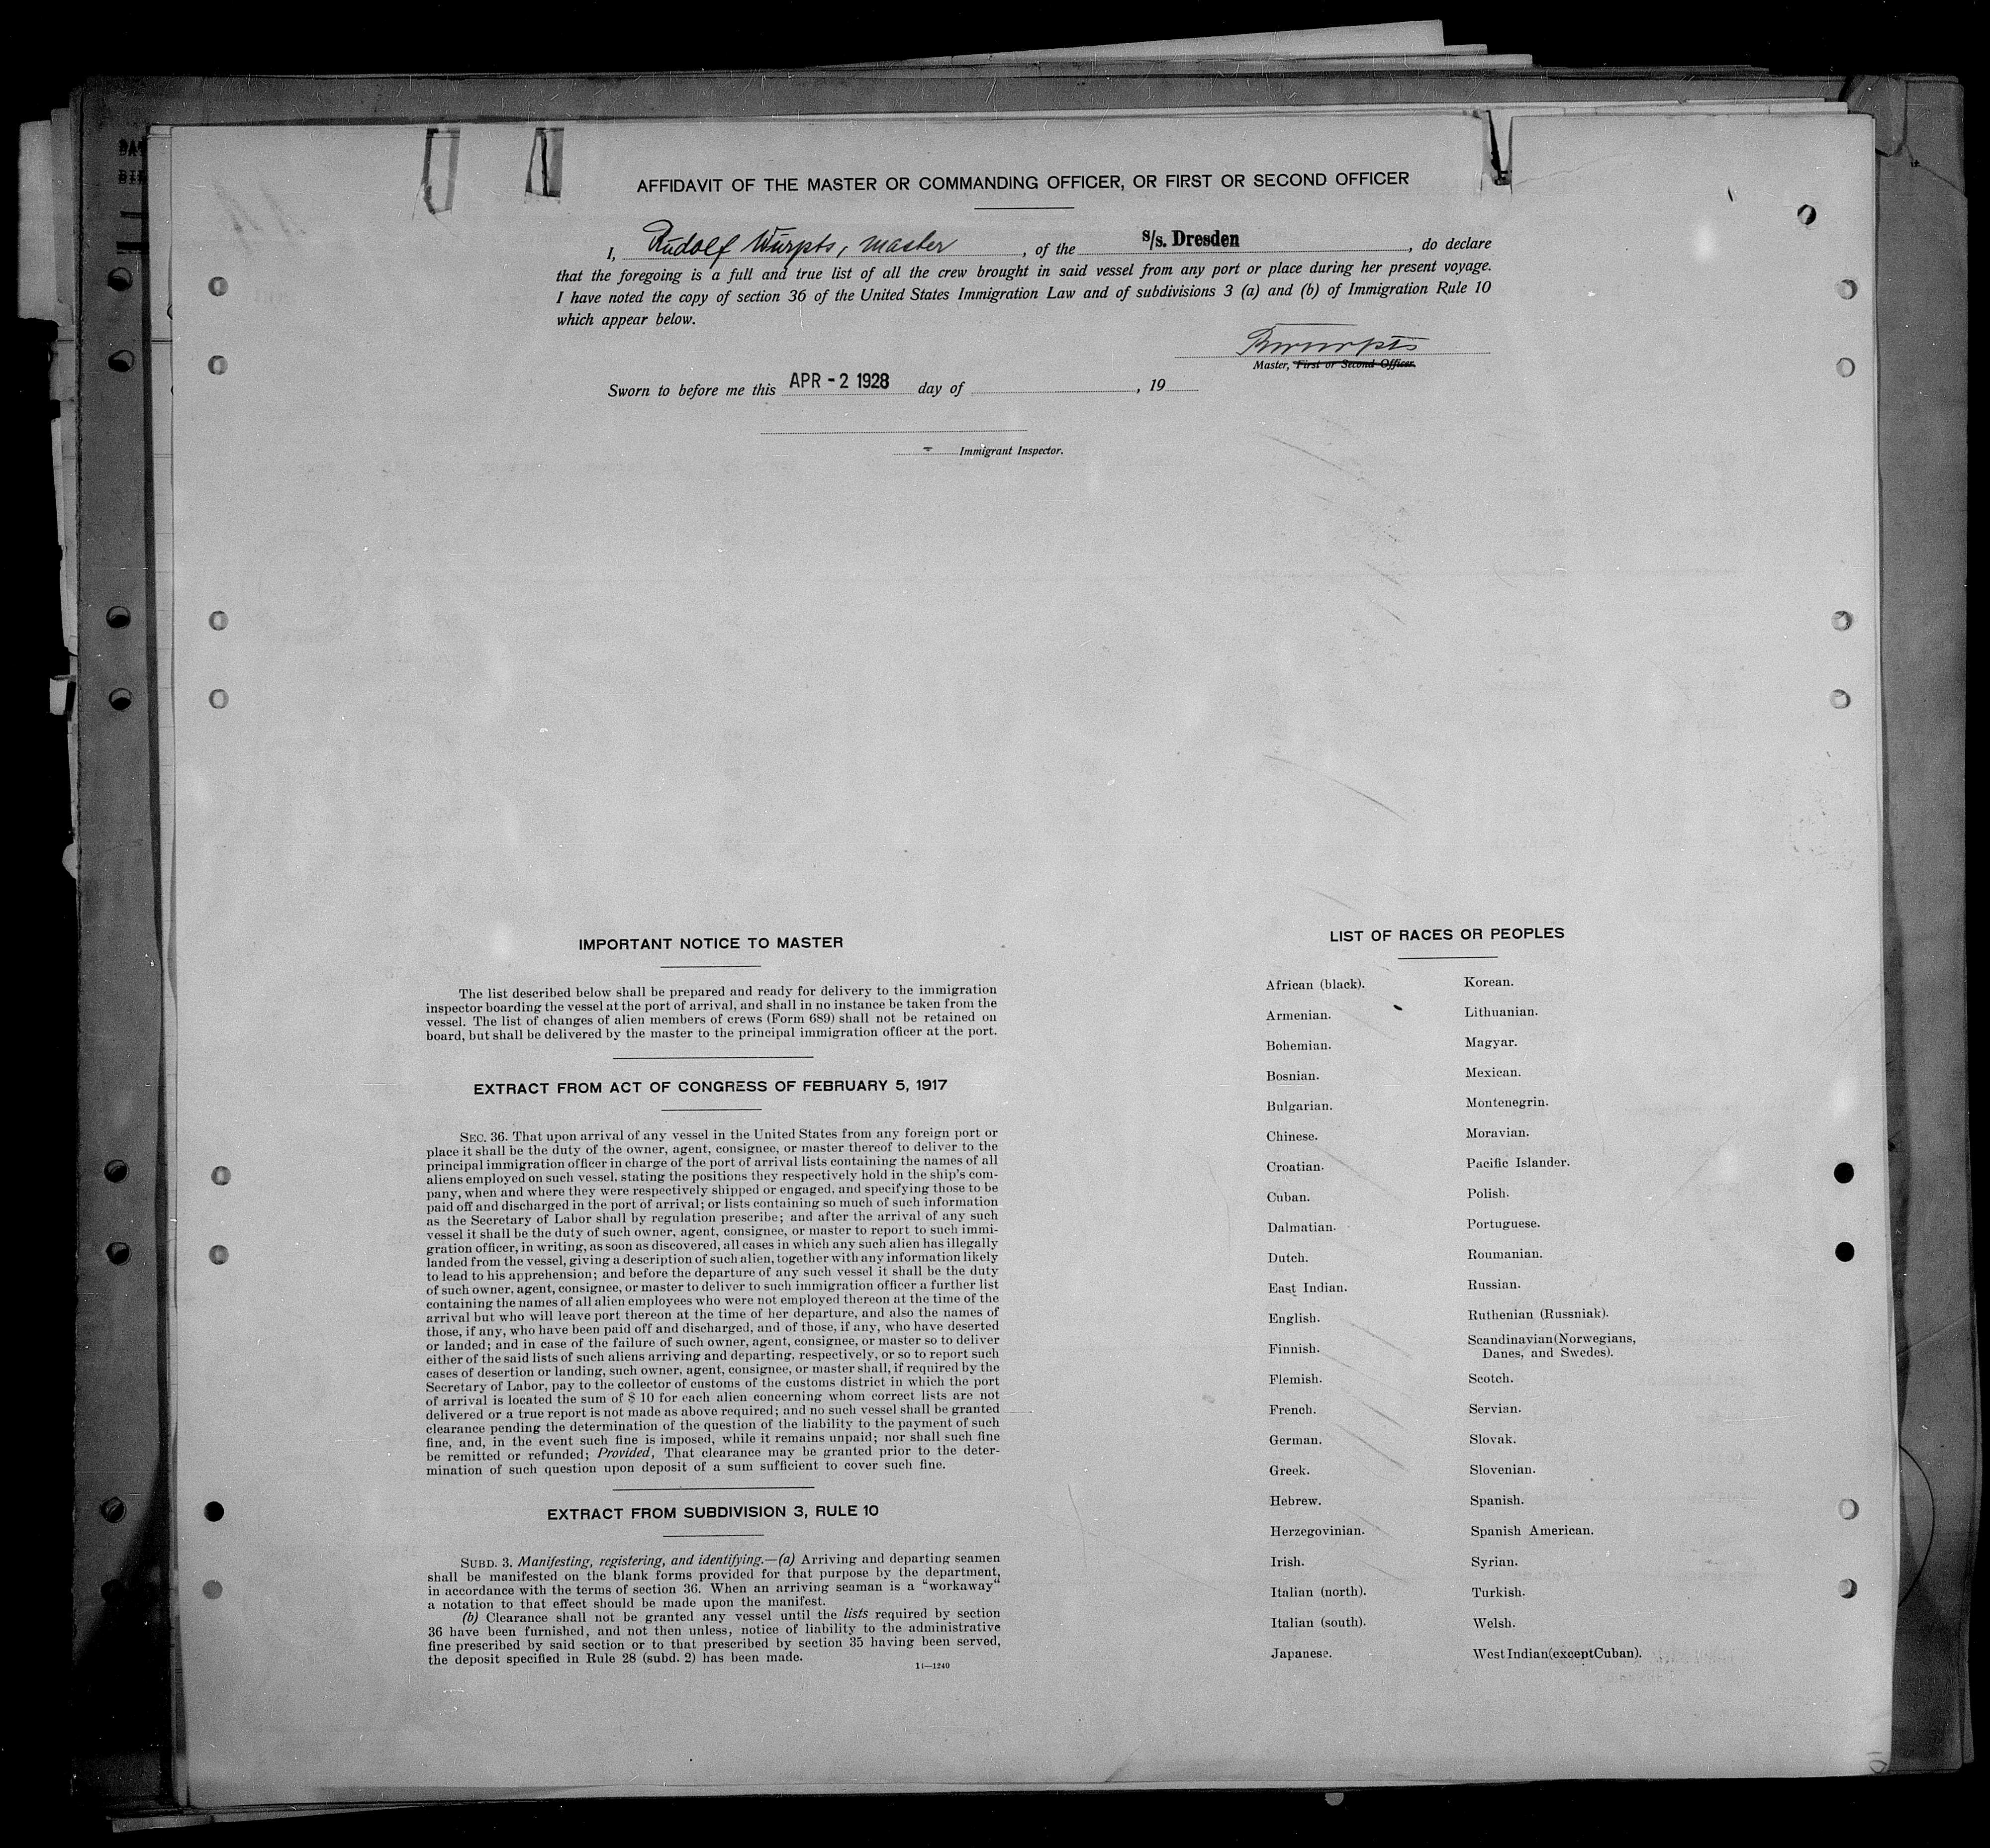 AFFIDAVIT OF THE MASTER OR COMMANDING OFFICER, OR FIRST OR SECOND OFFICER
I, Rudolf Würpts, master, of the S/s. Dresden, do declare
that the foregoing is a full and true list of all the crew brought in said vessel from any port or place during her present voyage.
I have noted the copy of section 36 of the United States Immigration Law and of subdivisions 3 (a) and (b) of Immigration Rule 10
which appear below.
RWurpts
Master, First or Second Officer.
Sworn to before me this APR - 2 1928 day of , 19
Immigrant Inspector.
IMPORTANT NOTICE TO MASTER
The list described below shall be prepared and ready for delivery to the immigration
inspector boarding the vessel at the port of arrival, and shall in no instance be taken from the
vessel. The list of changes of alien members of crews (Form 689) shall not be retained on
board, but shall be delivered by the master to the principal immigration officer at the port.
EXTRACT FROM ACT OF CONGRESS OF FEBRUARY 5, 1917
SEC. 36. That upon arrival of any vessel in the United States from any foreign port or
place it shall be the duty of the owner, agent, consignee, or master thereof to deliver to the
principal immigration officer in charge of the port of arrival lists containing the names of all
aliens employed on such vessel, stating the positions they respectively hold in the ship's com-
pany, when and where they were respectively shipped or engaged, and specifying those to be
paid off and discharged in the port of arrival; or lists containing so much of such information
as the Secretary of Labor shall by regulation prescribe; and after the arrival of any such
vessel it shall be the duty of such owner, agent, consignee, or master to report to such immi-
gration officer, in writing, as soon as discovered, all cases in which any such alien has illegally
landed from the vessel, giving a description of such alien, together with any information likely
to lead to his apprehension; and before the departure of any such vessel it shall be the duty
of such owner, agent, consignee, or master to deliver to such immigration officer a further list
containing the names of all alien employees who were not employed thereon at the time of the
arrival but who will leave port thereon at the time of her departure, and also the names of
those, if any, who have been paid off and discharged, and of those, if any, who have deserted
or landed; and in case of the failure of such owner, agent, consignee, or master so to deliver
either of the said lists of such aliens arriving and departing, respectively, or so to report such
cases of desertion or landing, such owner, agent, consignee, or master shall, if required by the
Secretary of Labor, pay to the collector of customs of the customs district in which the port
of arrival is located the sum of $ 10 for each alien concerning whom correct lists are not
delivered or a true report is not made as above required; and no such vessel shall be granted
clearance pending the determination of the question of the liability to the payment of such
fine, and, in the event such fine is imposed, while it remains unpaid; nor shall such fine
be remitted or refunded; Provided, That clearance may be granted prior to the deter-
mination of such question upon deposit of a sum sufficient to cover such fine.
EXTRACT FROM SUBDIVISION 3, RULE 10
SUBD. 3. Manifesting, registering, and identifying.—(a) Arriving and departing seamen
shall be manifested on the blank forms provided for that purpose by the department,
in accordance with the terms of section 36. When an arriving seaman is a "workaway"
a notation to that effect should be made upon the manifest.
(b) Clearance shall not be granted any vessel until the lists required by section
36 have been furnished, and not then unless, notice of liability to the administrative
fine prescribed by said section or to that prescribed by section 35 having been served,
the deposit specified in Rule 28 (subd. 2) has been made.
11—1240
LIST OF RACES OR PEOPLES
African (black).
Armenian.
Bohemian.
Bosnian.
Bulgarian.
Chinese.
Croatian.
Cuban.
Dalmatian.
Dutch.
East Indian.
English.
Finnish.
Flemish.
French.
German.
Greek.
Hebrew.
Herzegovinian.
Irish.
Italian (north).
Italian (south).
Japanese.
Korean.
Lithuanian.
Magyar.
Mexican.
Montenegrin.
Moravian.
Pacific Islander.
Polish.
Portuguese.
Roumanian.
Russian.
Ruthenian (Russniak).
Scandinavian(Norwegians,
Danes, and Swedes).
Scotch.
Servian.
Slovak.
Slovenian.
Spanish.
Spanish American.
Syrian.
Turkish.
Welsh.
West Indian(except Cuban).